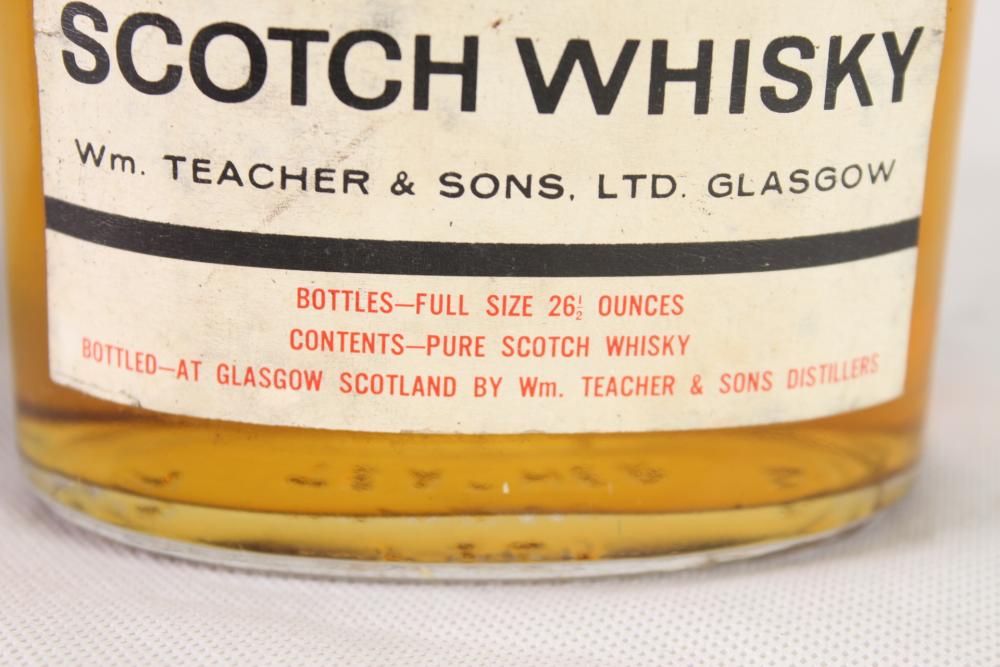 SCOTCH WHISKY
Wm. TEACHER & SONS, LTD. GLASGOW
BOTTLES—FULL SIZE 26½ OUNCES
CONTENTS—PURE SCOTCH WHISKY
BOTTLED—AT GLASGOW SCOTLAND BY Wm. TEACHER & SONS DISTILLERS